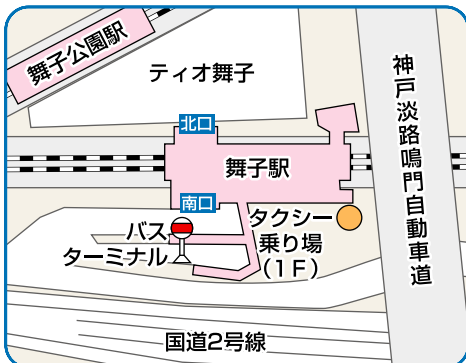 舞子公園駅
ティオ舞子
神戸淡路鳴門自動車道
北口
舞子駅
南口
バス
ターミナル
タクシー
乗り場
(1F)
国道2号線